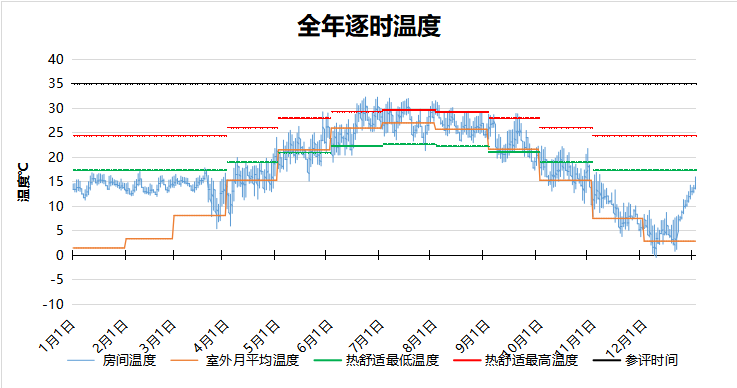 全年逐时温度
温度℃
40
35
30
25
20
15
10
5
0
-5
-10
1月1日
2月1日
3月1日
4月1日
5月1日
6月1日
7月1日
8月1日
9月1日
10月1日
11月1日
12月1日
房间温度 室外月平均温度 热舒适最低温度 热舒适最高温度 参评时间